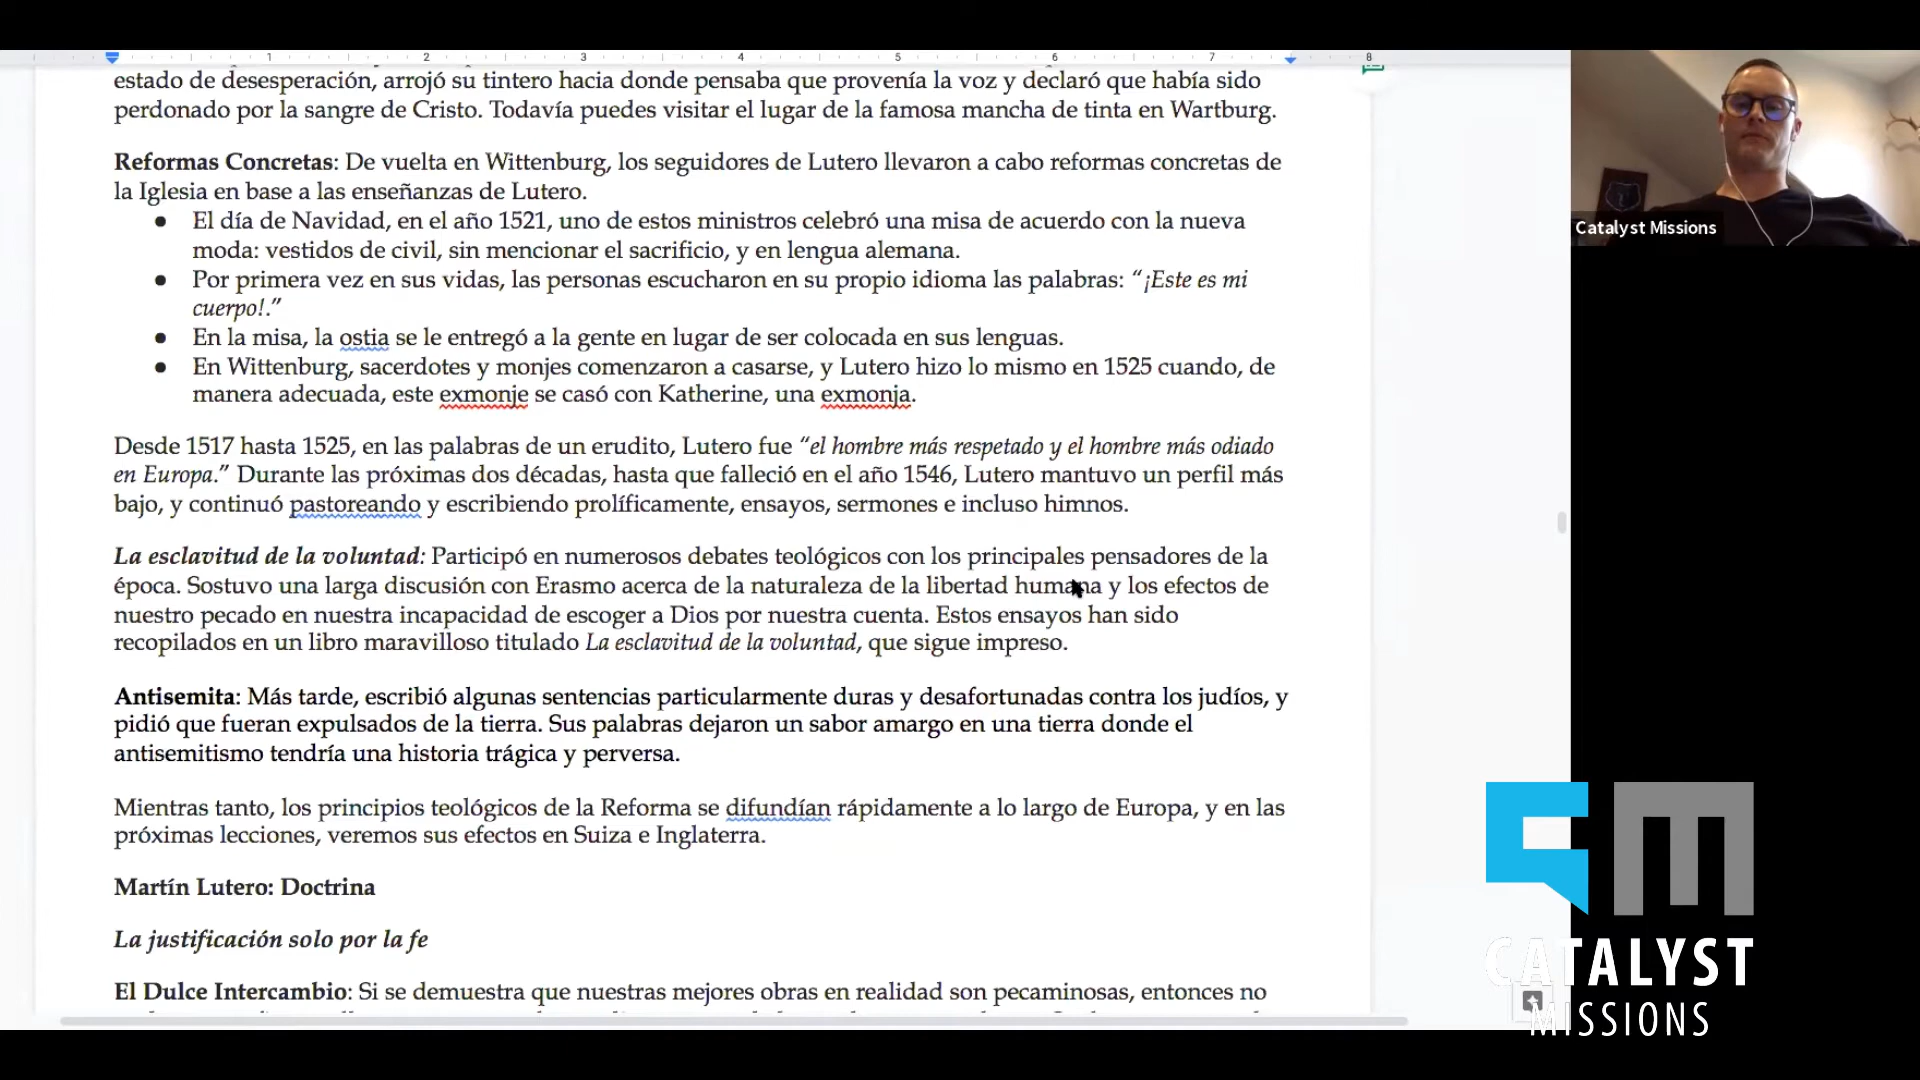 1 2 3 4 5 6 7 8
estado de desesperación, arrojó su tintero hacia donde pensaba que provenía la voz y declaró que había sido
perdonado por la sangre de Cristo. Todavía puedes visitar el lugar de la famosa mancha de tinta en Wartburg.
Reformas Concretas: De vuelta en Wittenburg, los seguidores de Lutero llevaron a cabo reformas concretas de
la Iglesia en base a las enseñanzas de Lutero.
● El día de Navidad, en el año 1521, uno de estos ministros celebró una misa de acuerdo con la nueva
moda: vestidos de civil, sin mencionar el sacrificio, y en lengua alemana.
● Por primera vez en sus vidas, las personas escucharon en su propio idioma las palabras: “¡Este es mi
cuerpo!.”
● En la misa, la ostia se le entregó a la gente en lugar de ser colocada en sus lenguas.
● En Wittenburg, sacerdotes y monjes comenzaron a casarse, y Lutero hizo lo mismo en 1525 cuando, de
manera adecuada, este exmonje se casó con Katherine, una exmonja.
Desde 1517 hasta 1525, en las palabras de un erudito, Lutero fue “el hombre más respetado y el hombre más odiado
en Europa.” Durante las próximas dos décadas, hasta que falleció en el año 1546, Lutero mantuvo un perfil más
bajo, y continuó pastoreando y escribiendo prolíficamente, ensayos, sermones e incluso himnos.
La esclavitud de la voluntad: Participó en numerosos debates teológicos con los principales pensadores de la
época. Sostuvo una larga discusión con Erasmo acerca de la naturaleza de la libertad humana y los efectos de
nuestro pecado en nuestra incapacidad de escoger a Dios por nuestra cuenta. Estos ensayos han sido
recopilados en un libro maravilloso titulado La esclavitud de la voluntad, que sigue impreso.
Antisemita: Más tarde, escribió algunas sentencias particularmente duras y desafortunadas contra los judíos, y
pidió que fueran expulsados de la tierra. Sus palabras dejaron un sabor amargo en una tierra donde el
antisemitismo tendría una historia trágica y perversa.
Mientras tanto, los principios teológicos de la Reforma se difundían rápidamente a lo largo de Europa, y en las
próximas lecciones, veremos sus efectos en Suiza e Inglaterra.
Martín Lutero: Doctrina
La justificación solo por la fe
El Dulce Intercambio: Si se demuestra que nuestras mejores obras en realidad son pecaminosas, entonces no
Catalyst Missions
CATALYST
MISSIONS